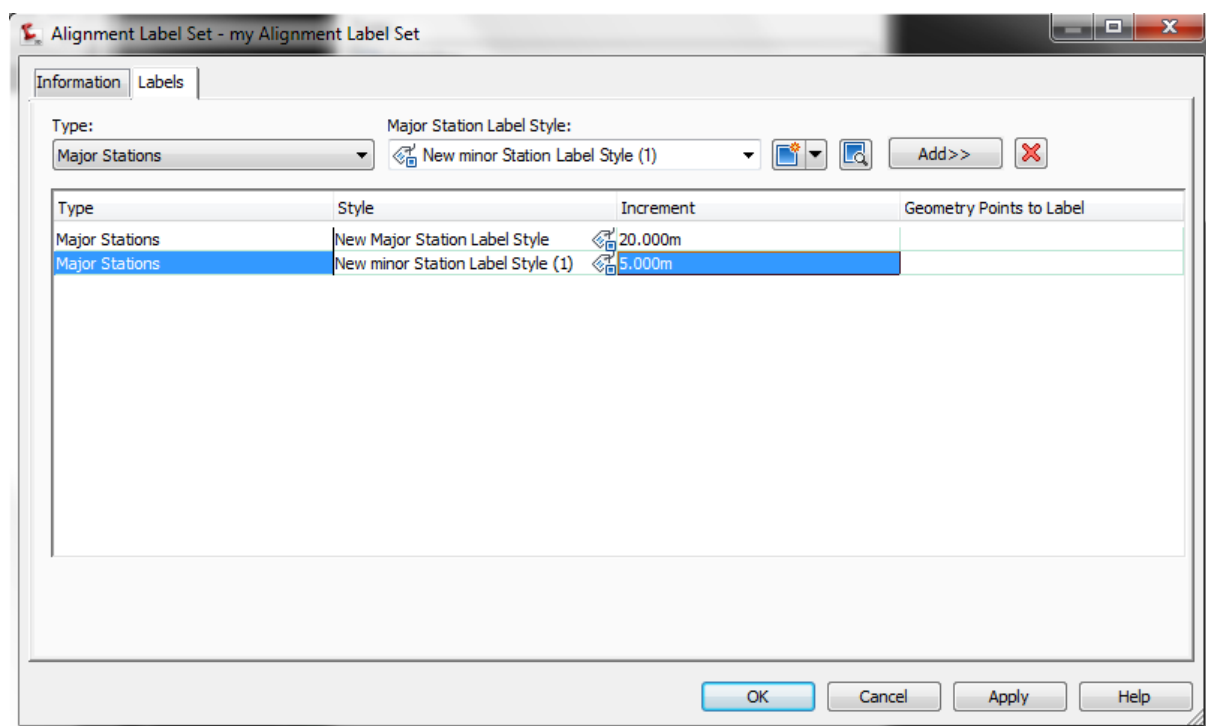 Alignment Label Set - my Alignment Label Set
Information Labels
Type: Major Station Label Style:
Major Stations New minor Station Label Style (1) Add>>
Type Style Increment Geometry Points to Label
Major Stations New Major Station Label Style 20.000m
Major Stations New minor Station Label Style (1) 5.000m
OK Cancel Apply Help